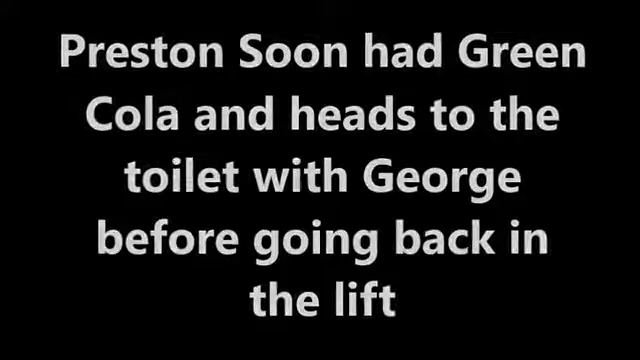 Preston Soon had Green
Cola and heads to the
toilet with George
before going back in
the lift